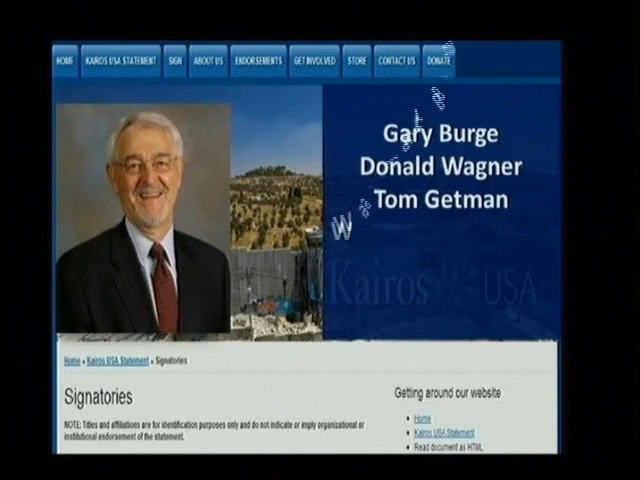 HOME KAIROS USA STATEMENT SIGN ABOUT US ENDORSEMENTS GET INVOLVED STORE CONTACT US DONATE
Gary Burge
Donald Wagner
Tom Getman
W
Kairos USA
Home » Kairos USA Statement » Signatories
Signatories
NOTE: Titles and affiliations are for identification purposes only and do not indicate or imply organizational or
institutional endorsement of the statement.
Getting around our website
Home
Kairos USA Statement
Read document as HTML